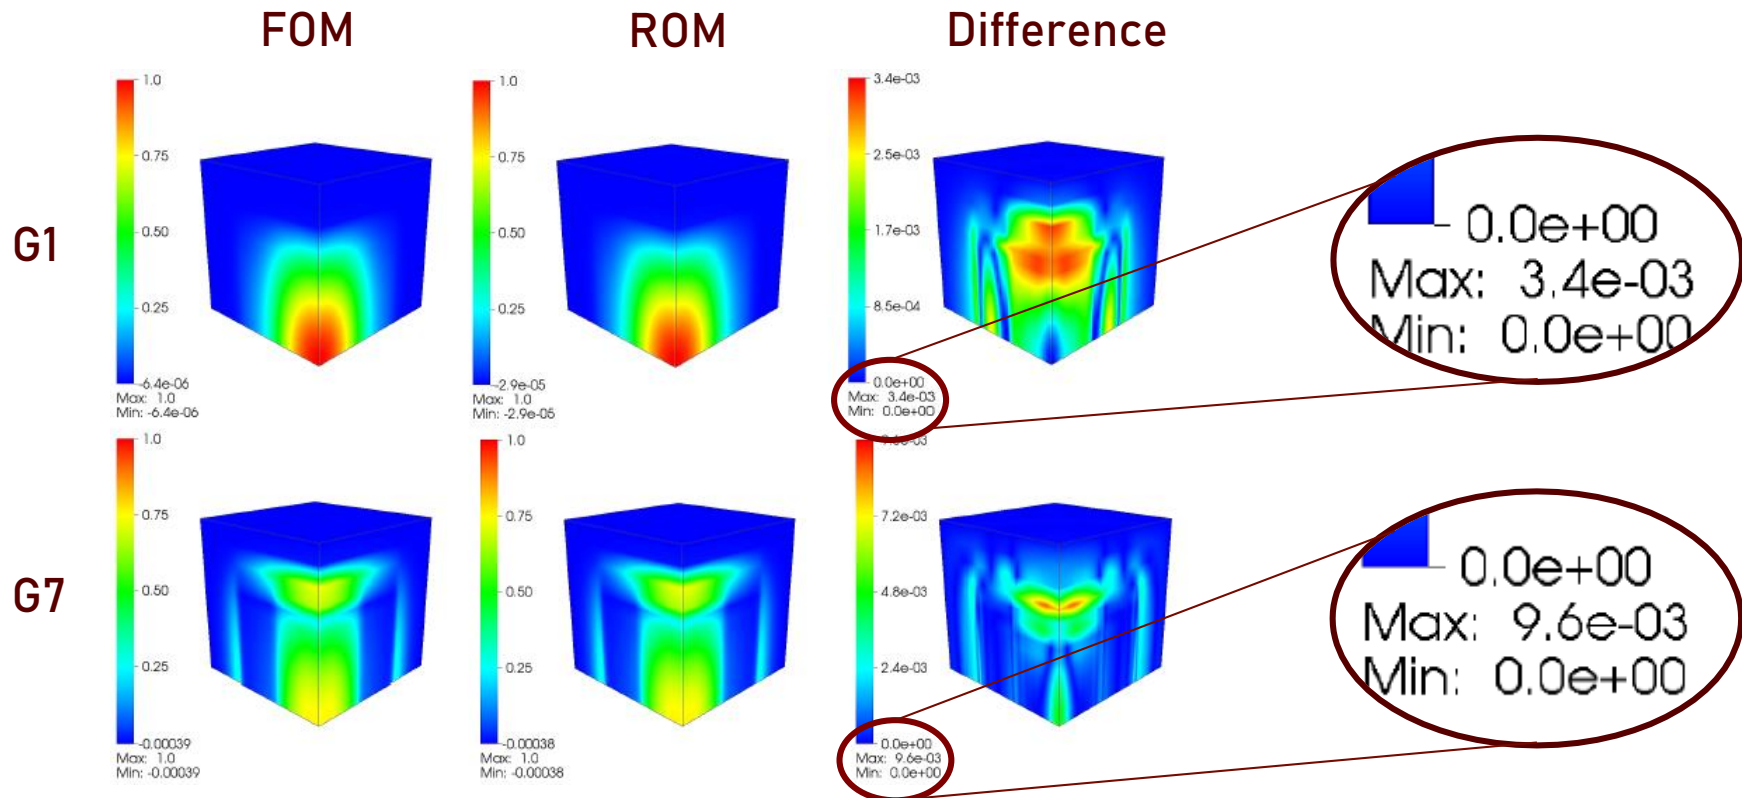 FOM
ROM
Difference
G1
1.0
0.75
0.50
0.25
-6.4e-06
Max: 1.0
Min: -6.4e-06
1.0
0.75
0.50
0.25
-2.9e-05
Max: 1.0
Min: -2.9e-05
3.4e-03
2.5e-03
1.7e-03
8.5e-04
0.0e+00
Max: 3.4e-03
Min: 0.0e+00
0.0e+00
Max: 3.4e-03
Min: 0.0e+00
G7
1.0
0.75
0.50
0.25
-0.00039
Max: 1.0
Min: -0.00039
1.0
0.75
0.50
0.25
-0.00038
Max: 1.0
Min: -0.00038
9.6e-03
7.2e-03
4.8e-03
2.4e-03
0.0e+00
Max: 9.6e-03
Min: 0.0e+00
0.0e+00
Max: 9.6e-03
Min: 0.0e+00